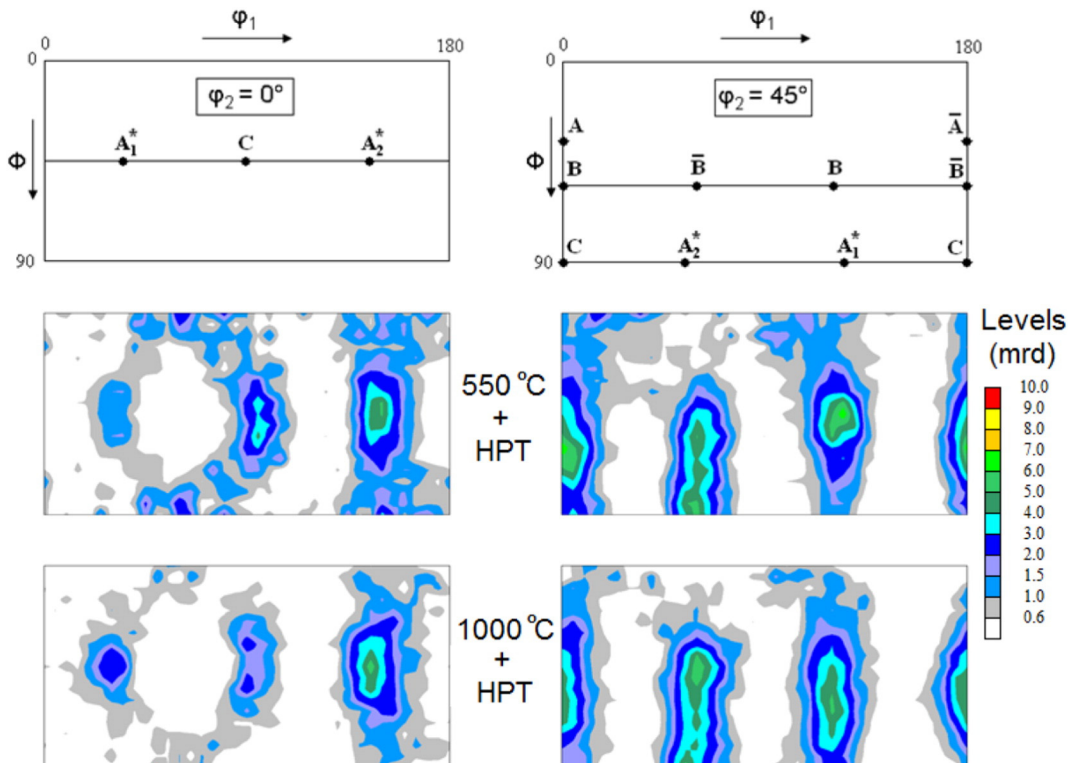 φ₁
0 180
0
φ₂ = 0°
Φ
A₁* C A₂*
90
φ₁
0 180
0
φ₂ = 45°
Φ
A A̅
B B̅ B B̅
C A₂* A₁* C
90
550 °C
+
HPT
1000 °C
+
HPT
Levels
(mrd)
10.0
9.0
8.0
7.0
6.0
5.0
4.0
3.0
2.0
1.5
1.0
0.6